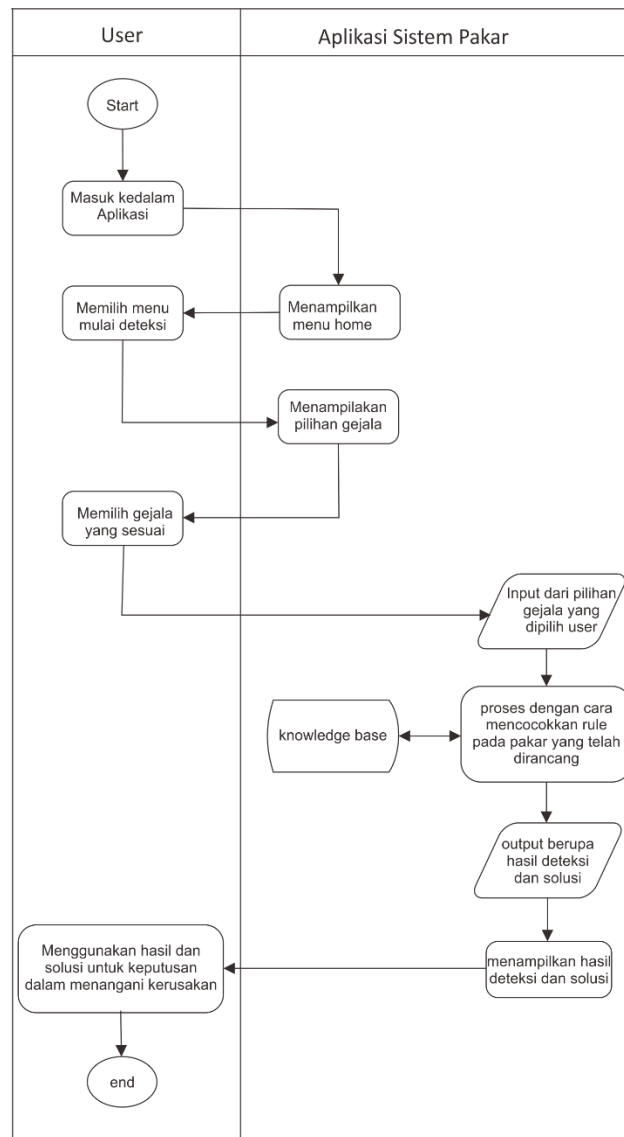 User
Aplikasi Sistem Pakar
Start
Masuk kedalam
Aplikasi
Menampilkan
menu home
Memilih menu
mulai deteksi
Menampilakan
pilihan gejala
Memilih gejala
yang sesuai
Input dari pilihan
gejala yang
dipilih user
proses dengan cara
mencocokkan rule
pada pakar yang telah
dirancang
knowledge base
output berupa
hasil deteksi
dan solusi
menampilkan hasil
deteksi dan solusi
Menggunakan hasil dan
solusi untuk keputusan
dalam menangani kerusakan
end